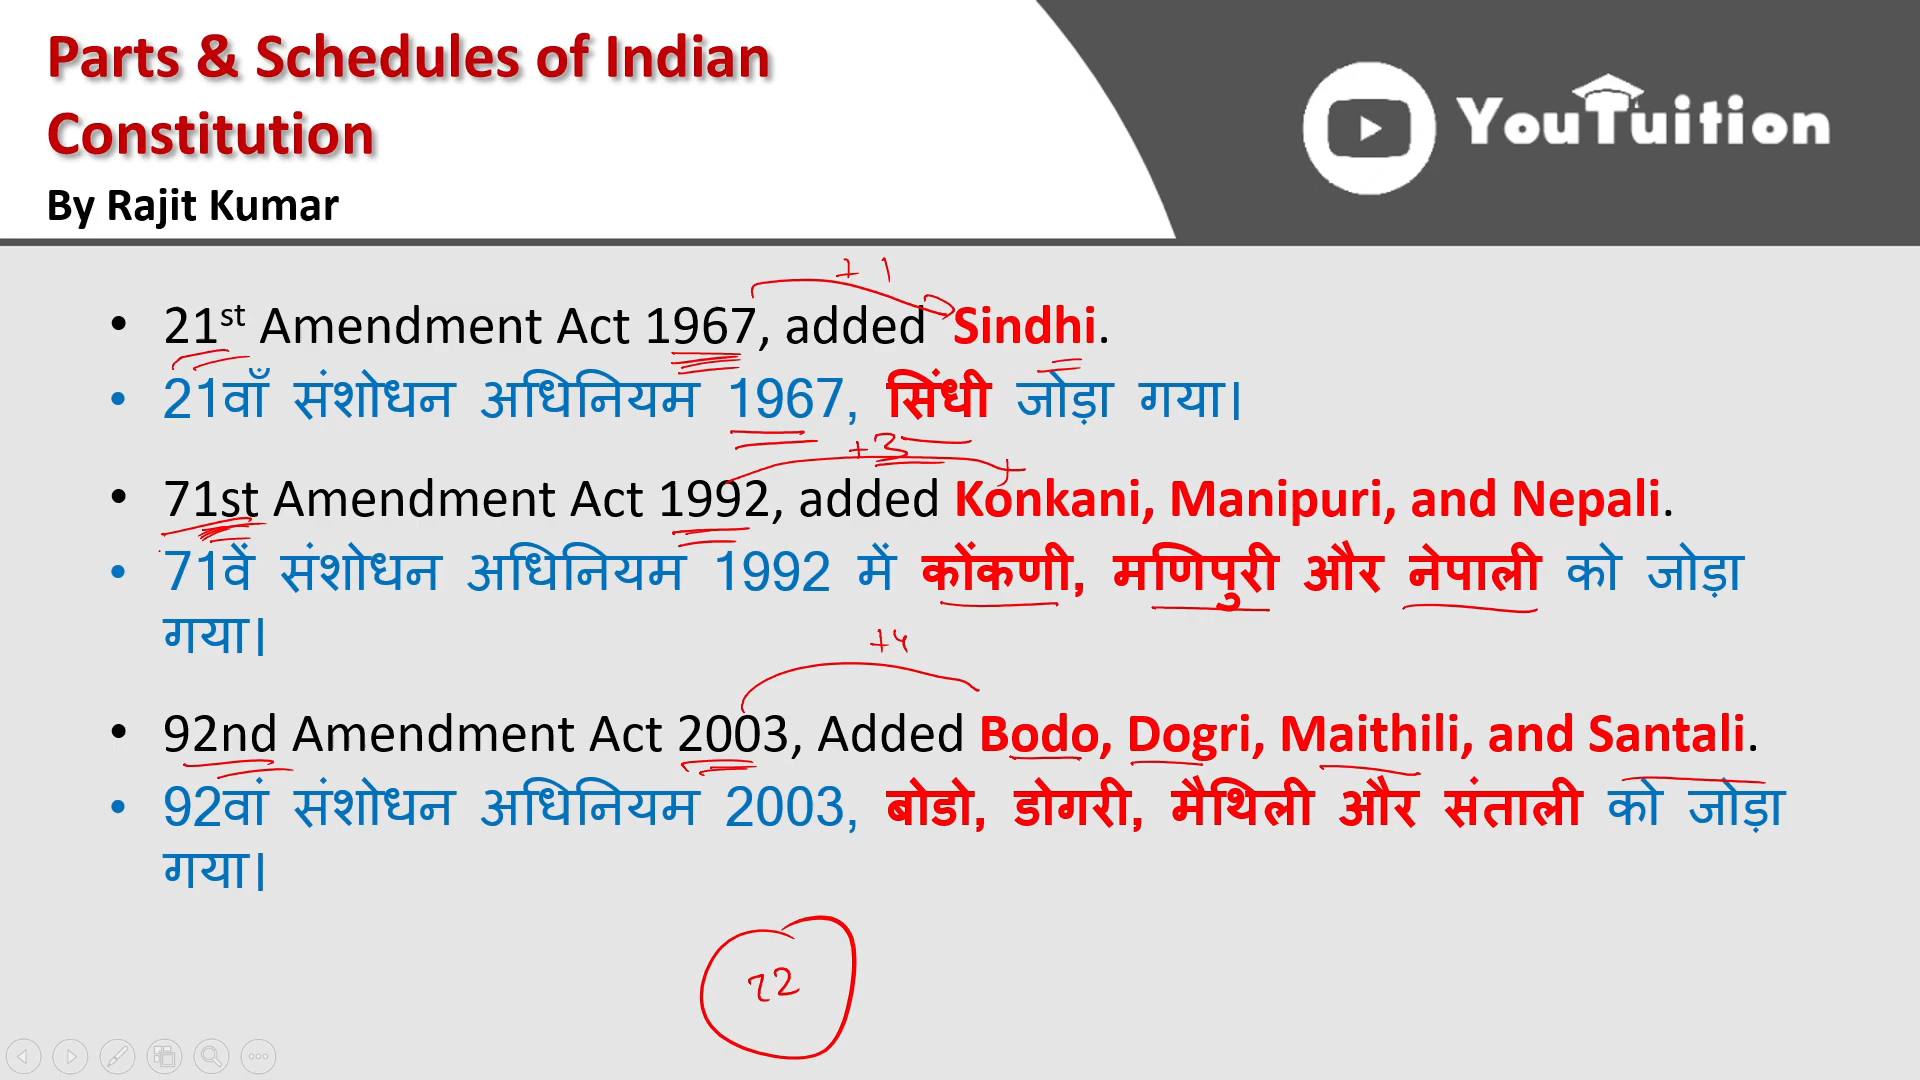 Parts & Schedules of Indian
Constitution
By Rajit Kumar
YouTuition
+1
• 21st Amendment Act 1967, added Sindhi.
• 21वाँ संशोधन अधिनियम 1967, सिंधी जोड़ा गया।
+3
• 71st Amendment Act 1992, added Konkani, Manipuri, and Nepali.
• 71वें संशोधन अधिनियम 1992 में कोंकणी, मणिपुरी और नेपाली को जोड़ा
गया।
+4
• 92nd Amendment Act 2003, Added Bodo, Dogri, Maithili, and Santali.
• 92वां संशोधन अधिनियम 2003, बोडो, डोगरी, मैथिली और संताली को जोड़ा
गया।
22